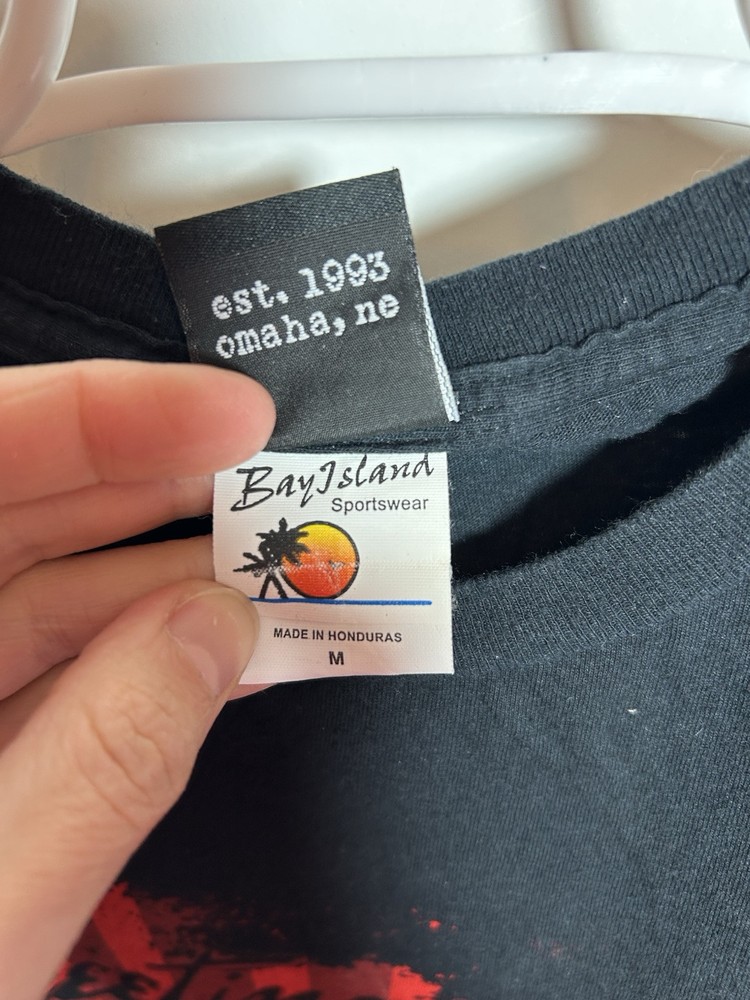 est. 1993
omaha, ne
BayIsland
Sportswear
MADE IN HONDURAS
M